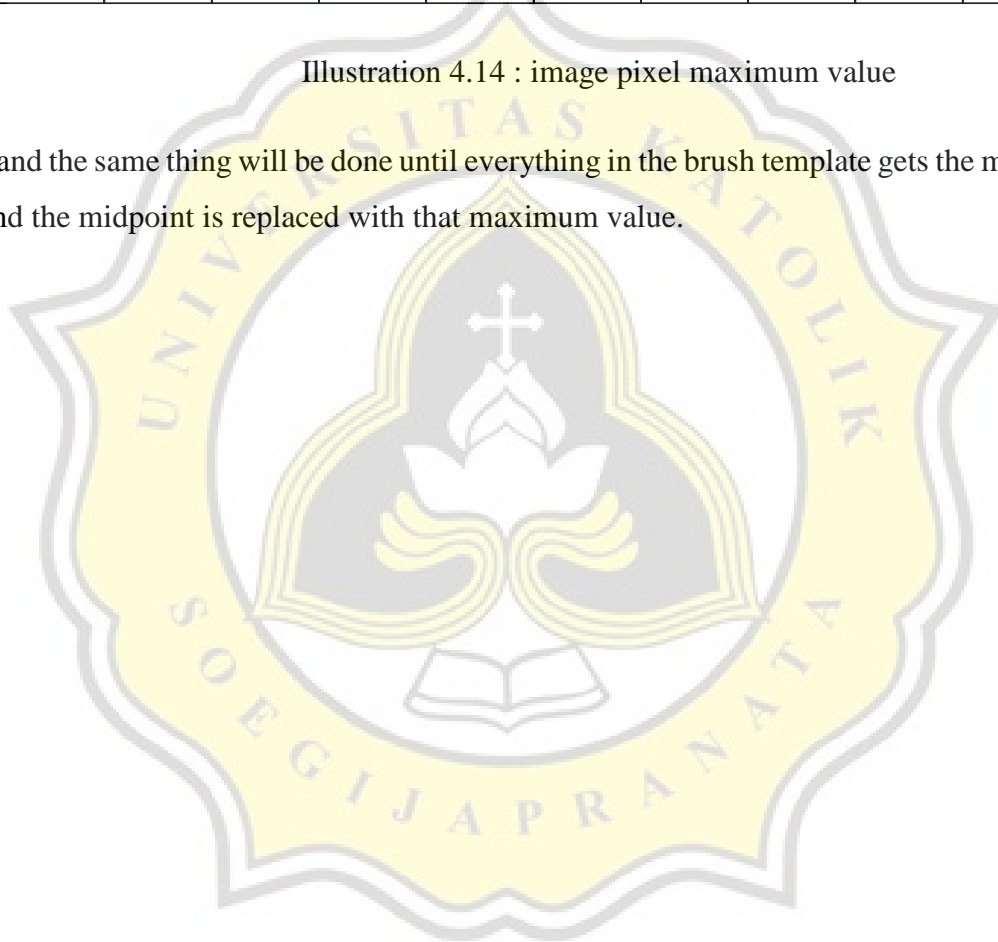 Illustration 4.14 : image pixel maximum value
and the same thing will be done until everything in the brush template gets the
nd the midpoint is replaced with that maximum value.
UNIVERSITAS KATOLIK
SOEGIJAPRANATA